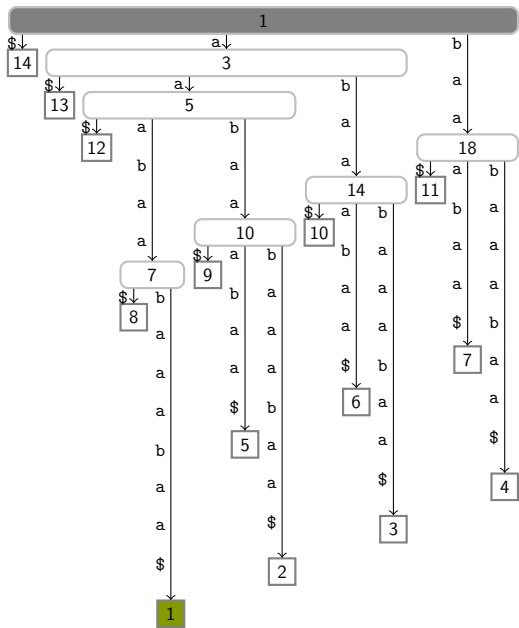 1
$ a b
14 3
$ a b a
13 5
$ a b a a
12 18
b a a $ a b
10 14 11
a a $ a b b a
10
a b a a a
$ a b
7 9
$ b b a a a a a
8
a a a a a $ b
7
a a a $ b a
6
a $ b a a
5
b a a $
4
a a $
3
a $
2
$
1